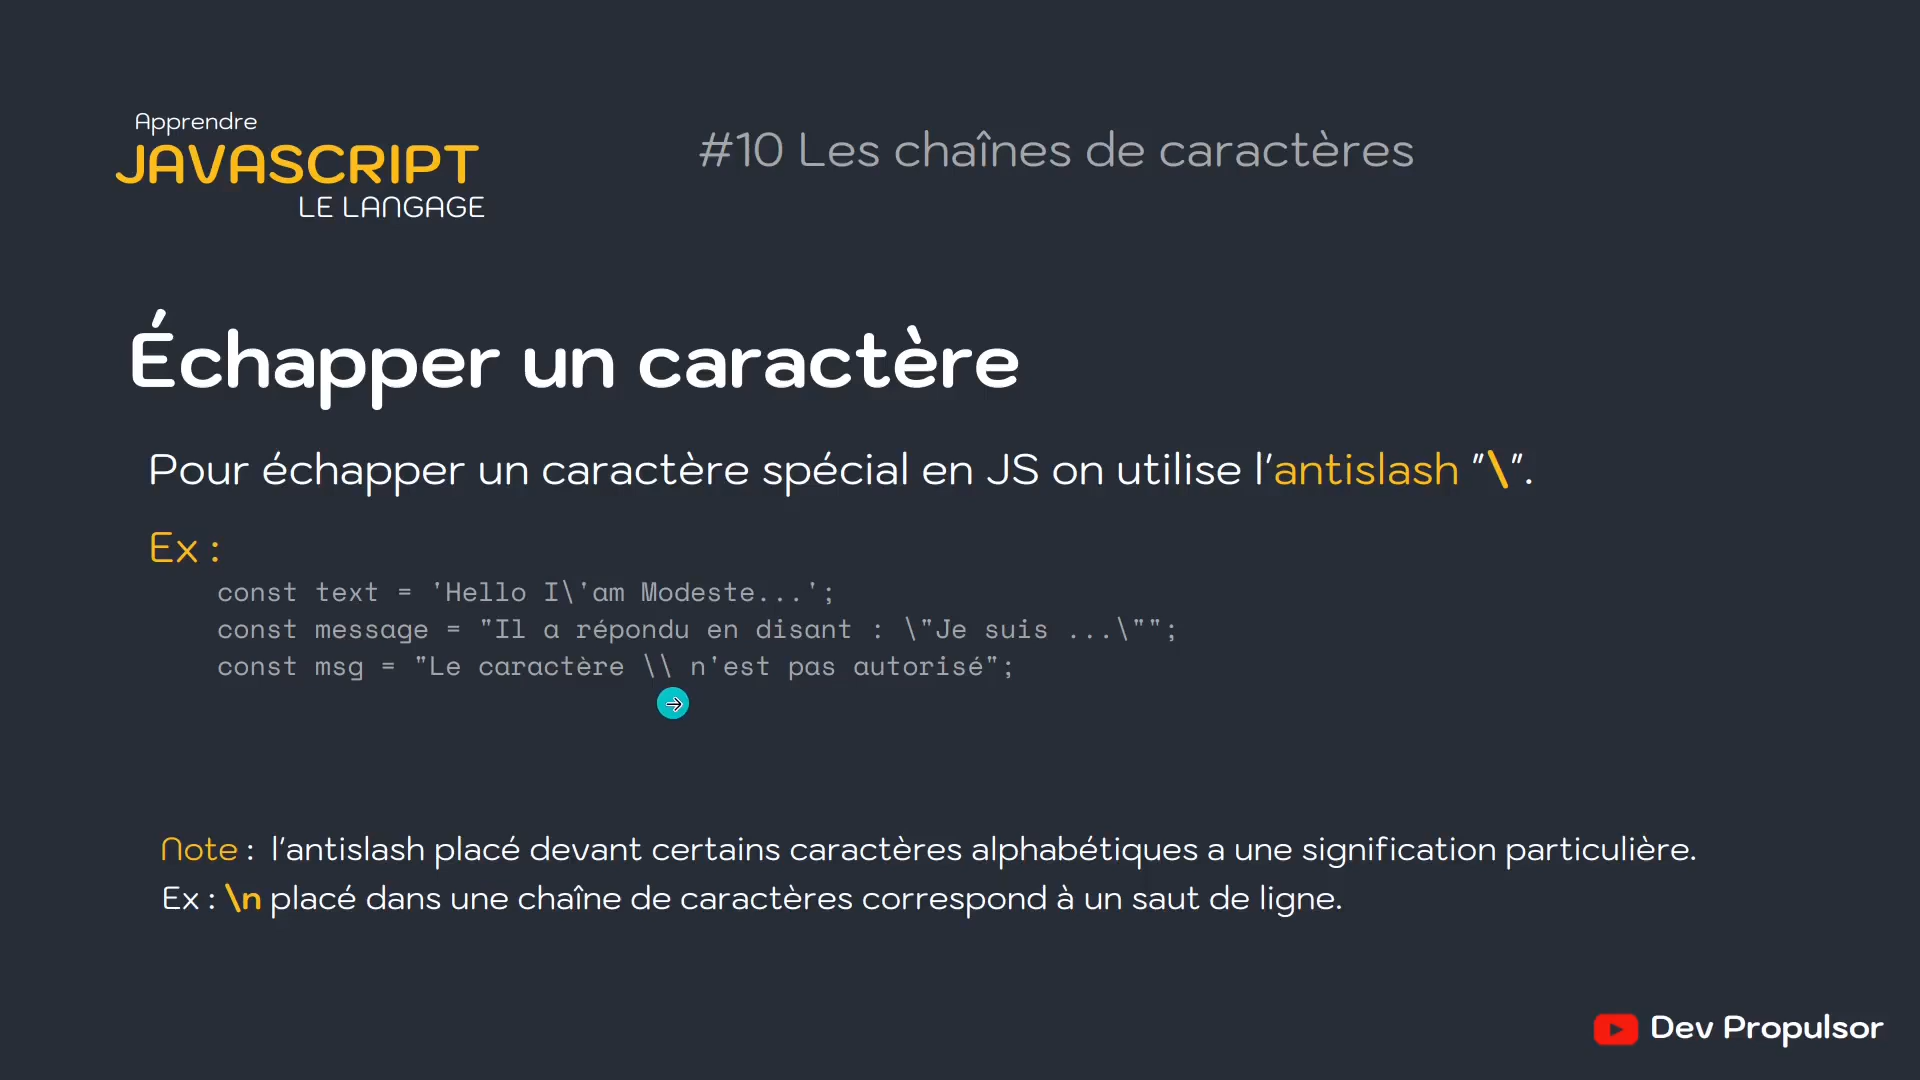 Apprendre
JAVASCRIPT
LE LANGAGE
#10 Les chaînes de caractères
Échapper un caractère
Pour échapper un caractère spécial en JS on utilise l'antislash "\".
Ex :
const text = 'Hello I\'am Modeste...';
const message = "Il a répondu en disant : \"Je suis ...\"";
const msg = "Le caractère \\ n'est pas autorisé";
Note : l'antislash placé devant certains caractères alphabétiques a une signification particulière.
Ex : \n placé dans une chaîne de caractères correspond à un saut de ligne.
Dev Propulsor